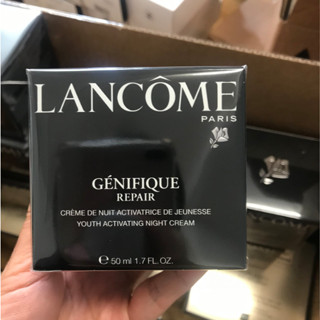 LANCÔME
PARIS
GÉNIFIQUE
REPAIR
CRÈME DE NUIT ACTIVATRICE DE JEUNESSE
YOUTH ACTIVATING NIGHT CREAM
℮ 50 ml 1.7 FL. OZ.